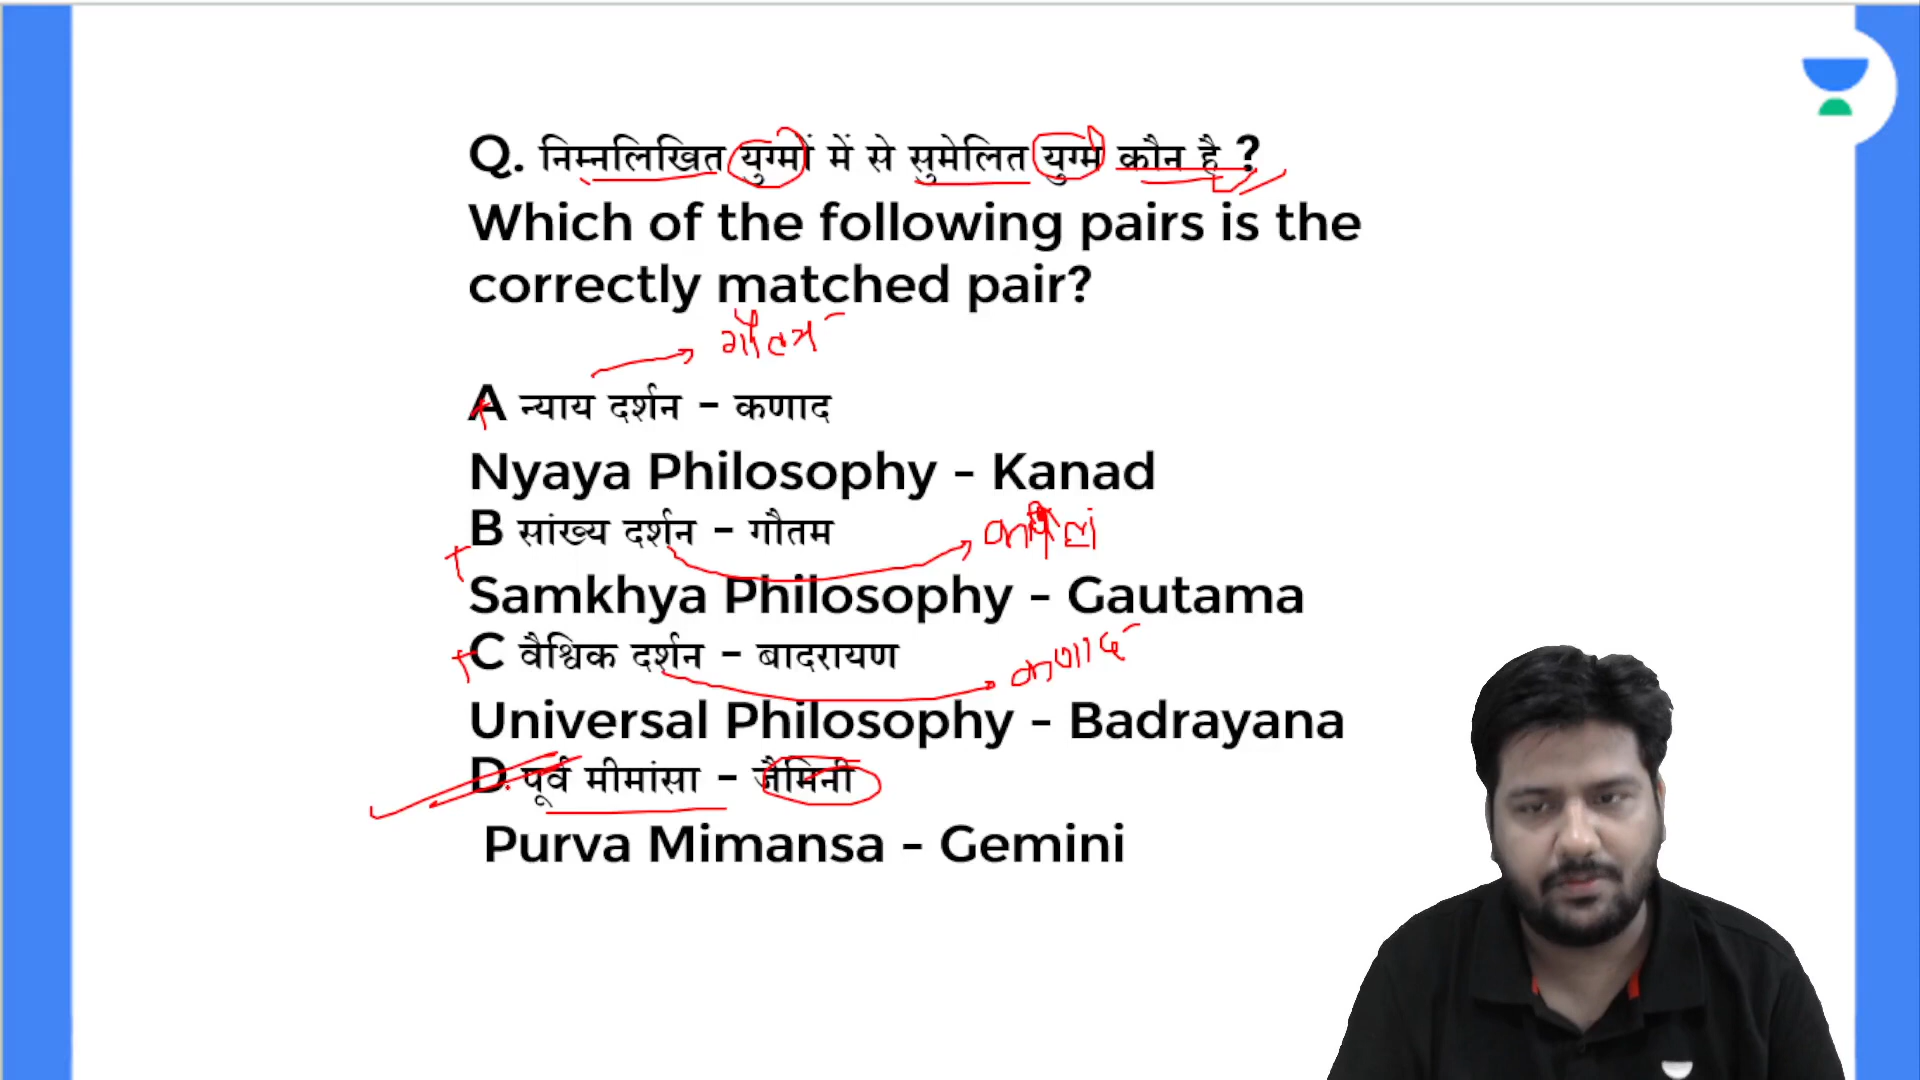 Q. निम्नलिखित युग्मों में से सुमेलित युग्म कौन है ?
Which of the following pairs is the
correctly matched pair?
गौतम
A न्याय दर्शन - कणाद
Nyaya Philosophy - Kanad
B सांख्य दर्शन - गौतम
कपिल
Samkhya Philosophy - Gautama
C वैश्विक दर्शन - बादरायण
कणाद
Universal Philosophy - Badrayana
D. पूर्व मीमांसा - जैमिनी
Purva Mimansa - Gemini